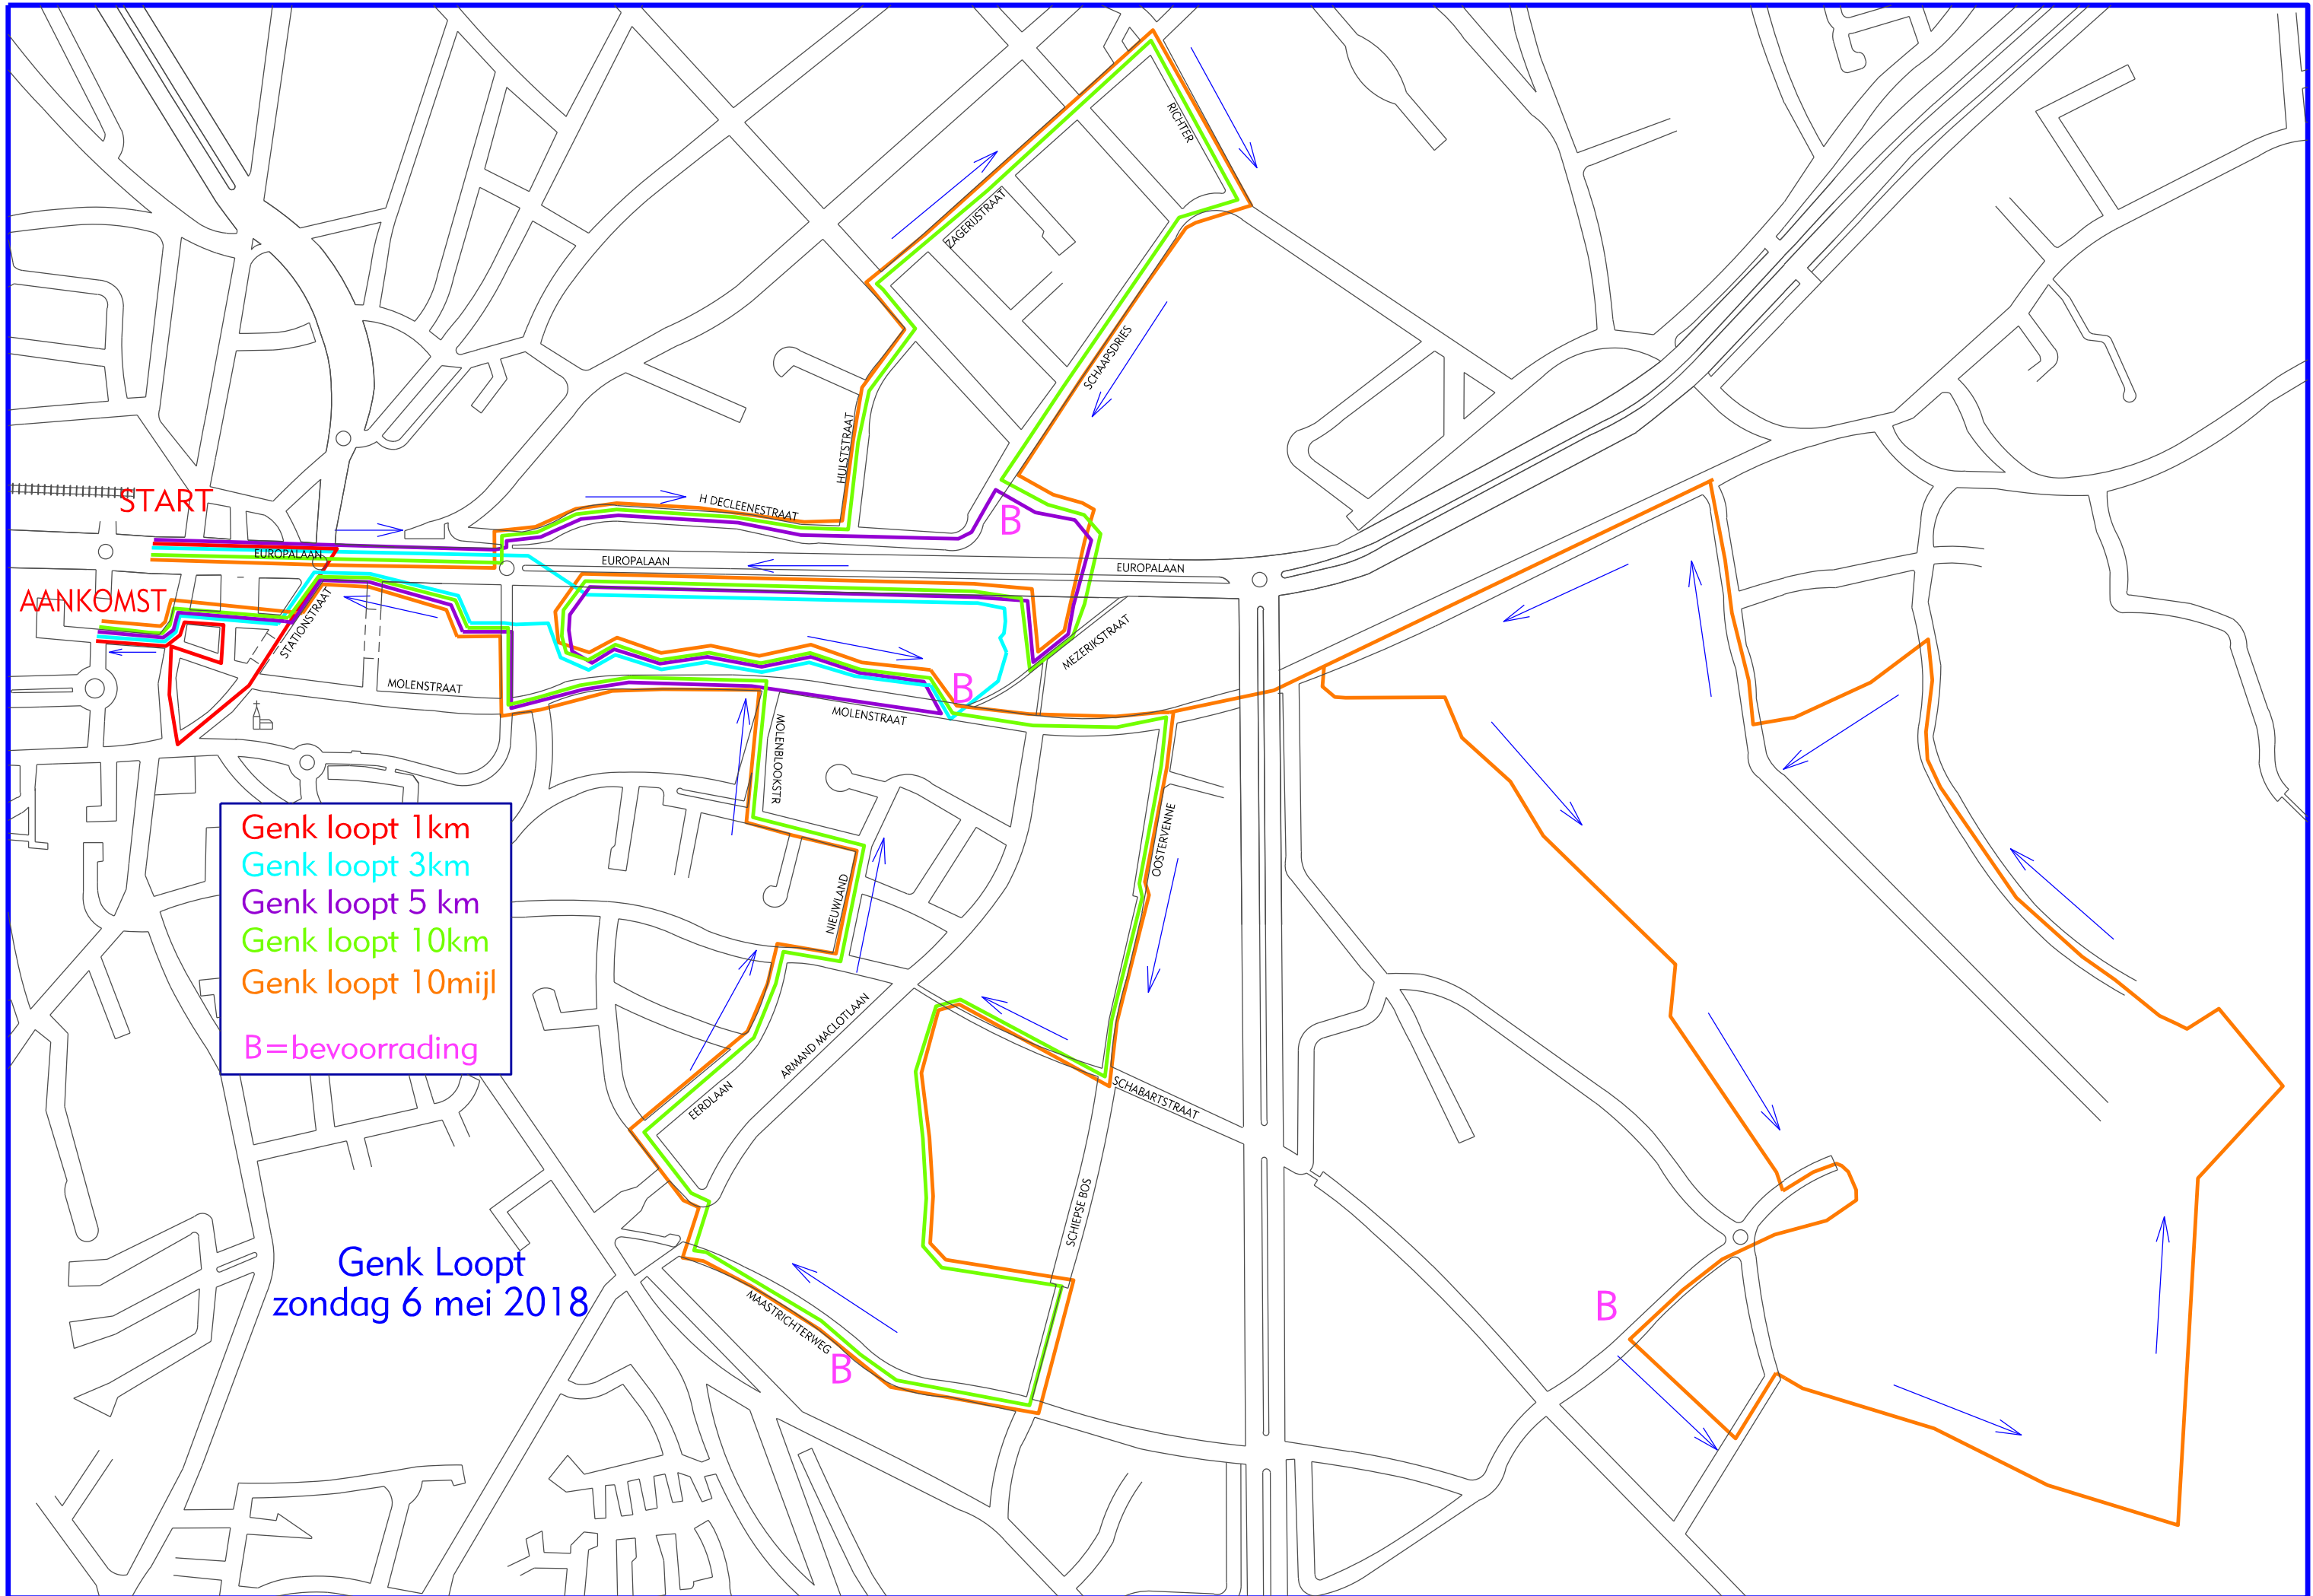 RICHTER
ZAGERIJSTRAAT
SCHAAPSDRIES
HULSTSTRAAT
START
H DECLEENESTRAAT
B
EUROPALAAN
EUROPALAAN
EUROPALAAN
AANKOMST
STATIONSTRAAT
MEZERIKSTRAAT
MOLENSTRAAT
B
MOLENSTRAAT
MOLENBLOOKSTR
OOSTERVENNE
NIEUWLAND
Genk loopt 1km
Genk loopt 3km
Genk loopt 5 km
Genk loopt 10km
Genk loopt 10mijl
B=bevoorrading
ARMAND MACLOTLAAN
EERDLAAN
SCHABARTSTRAAT
SCHIEPSE BOS
Genk Loopt
zondag 6 mei 2018
MAASTRICHTERWEG
B
B